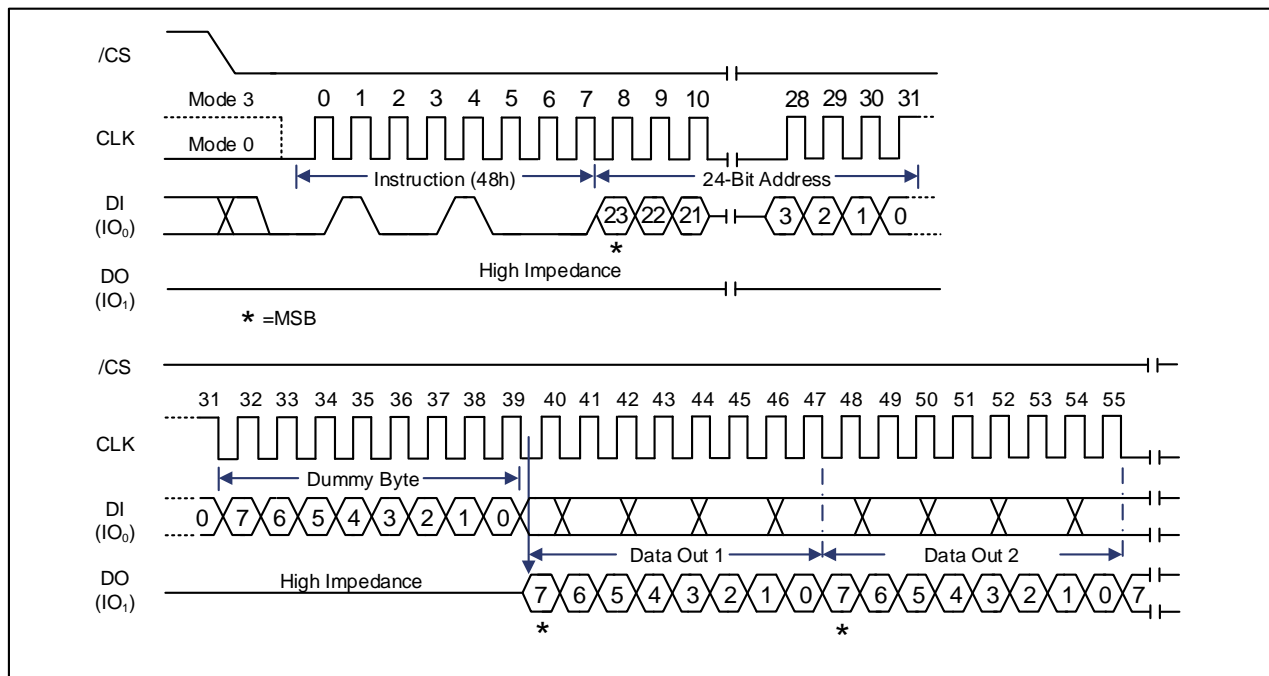 /CS
Mode 3 0 1 2 3 4 5 6 7 8 9 10 28 29 30 31
CLK
Mode 0
Instruction (48h) 24-Bit Address
DI
(IO₀)
23 22 21 3 2 1 0
*
High Impedance
DO
(IO₁)
* =MSB
/CS
31 32 33 34 35 36 37 38 39 40 41 42 43 44 45 46 47 48 49 50 51 52 53 54 55
CLK
Dummy Byte
DI
(IO₀)
0 7 6 5 4 3 2 1 0
Data Out 1 Data Out 2
DO
(IO₁)
High Impedance
7 6 5 4 3 2 1 0 7 6 5 4 3 2 1 0 7
* *